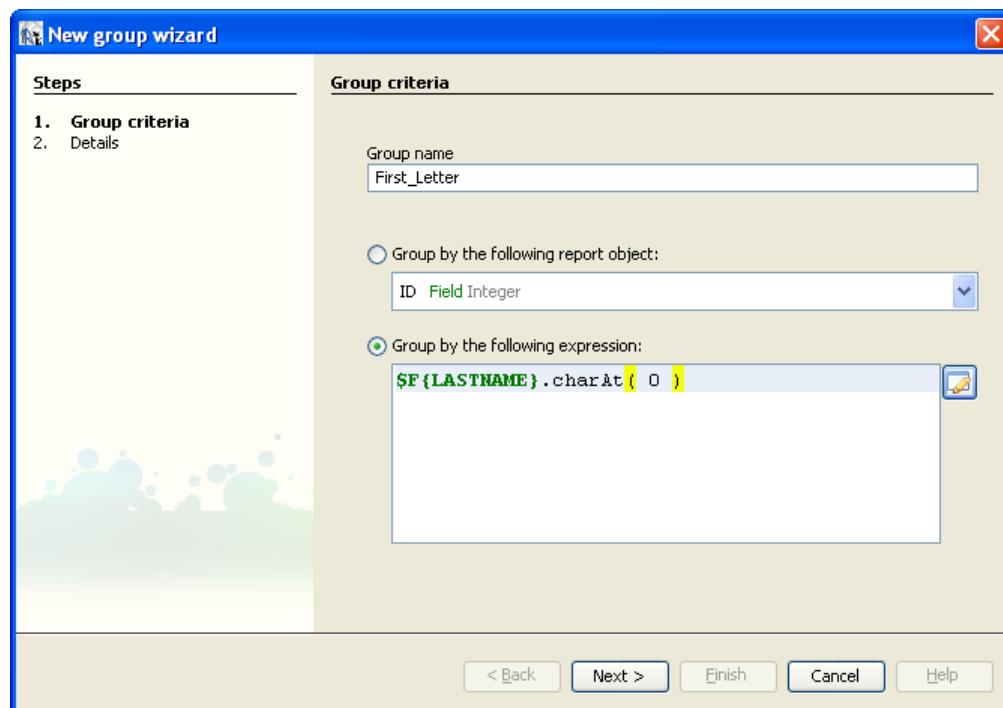 New group wizard
Steps
1. Group criteria
2. Details
Group criteria
Group name
First_Letter
Group by the following report object:
ID Field Integer
Group by the following expression:
$F{LASTNAME}.charAt( 0 )
< Back
Next >
Finish
Cancel
Help